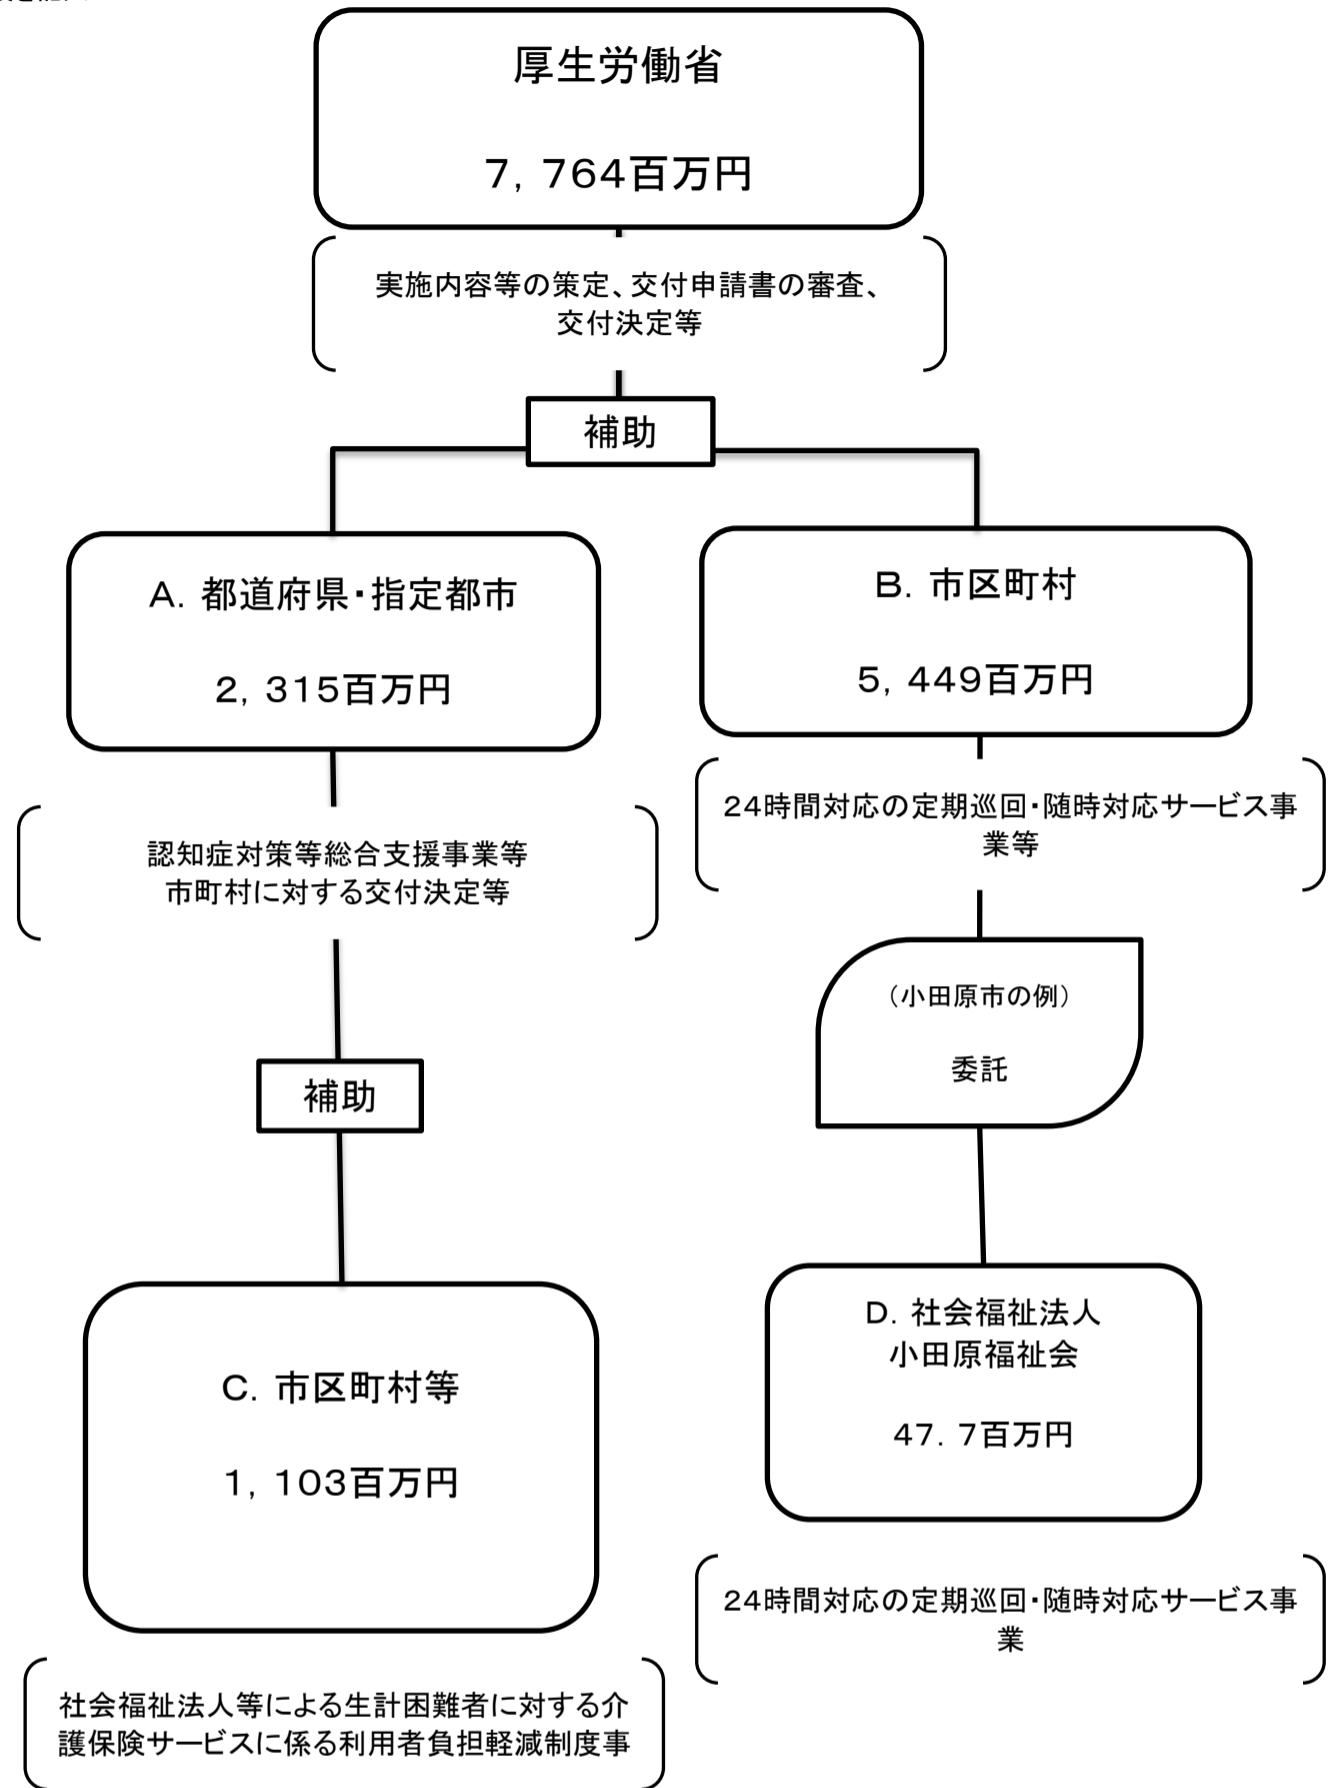 厚生労働省
7，764百万円
実施内容等の策定、交付申請書の審査、
交付決定等
補助
A．都道府県・指定都市
2，315百万円
認知症対策等総合支援事業等
市町村に対する交付決定等
補助
C．市区町村等
1，103百万円
社会福祉法人等による生計困難者に対する介
護保険サービスに係る利用者負担軽減制度事
B．市区町村
5，449百万円
24時間対応の定期巡回・随時対応サービス事
業等
（小田原市の例）
委託
D．社会福祉法人
小田原福祉会
47．7百万円
24時間対応の定期巡回・随時対応サービス事
業